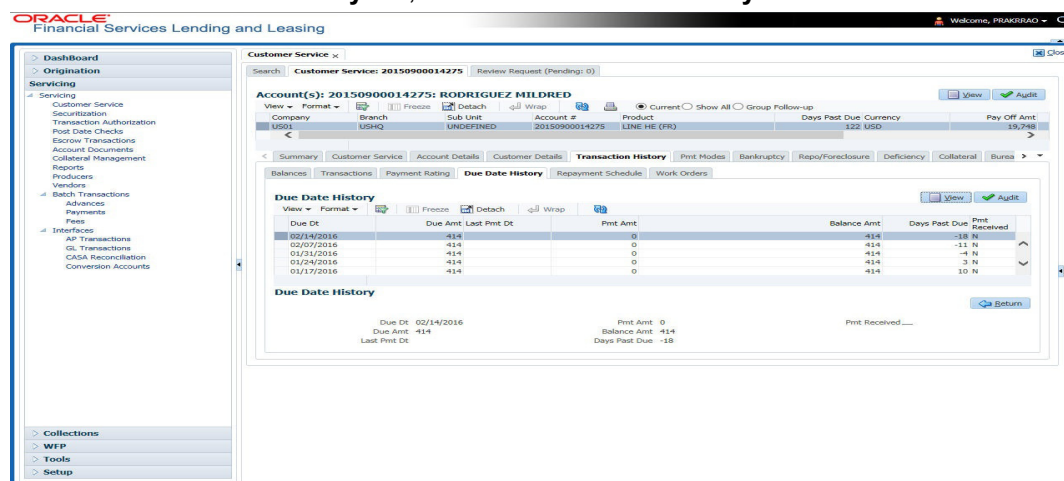 ORACLE
Financial Services Lending and Leasing
Welcome, PRAKRRAO
DashBoard
Origination
Servicing
Servicing
Customer Service
Securitization
Transaction Authorization
Post Date Checks
Escrow Transactions
Account Documents
Collateral Management
Reports
Producers
Vendors
Batch Transactions
Advances
Payments
Fees
Interfaces
AP Transactions
GL Transactions
CASA Reconciliation
Conversion Accounts
Collections
WFP
Tools
Setup
Customer Service
Search Customer Service: 20150900014275 Review Request (Pending: 0)
Account(s): 20150900014275: RODRIGUEZ MILDRED View Audit
View Format Freeze Detach Wrap Current Show All Group Follow-up
Company Branch Sub Unit Account # Product Days Past Due Currency Pay Off Amt
US01 USHQ UNDEFINED 20150900014275 LINE HE (FR) 122 USD 19,748
Summary Customer Service Account Details Customer Details Transaction History Pmt Modes Bankruptcy Repo/Foreclosure Deficiency Collateral Burea
Balances Transactions Payment Rating Due Date History Repayment Schedule Work Orders
Due Date History View Audit
View Format Freeze Detach Wrap
Due Dt Due Amt Last Pmt Dt Pmt Amt Balance Amt Days Past Due Pmt Received
02/14/2016 414 0 414 -18 N
02/07/2016 414 0 414 -11 N
01/31/2016 414 0 414 -4 N
01/24/2016 414 0 414 3 N
01/17/2016 414 0 414 10 N
Due Date History
Return
Due Dt 02/14/2016 Pmt Amt 0 Pmt Received
Due Amt 414 Balance Amt 414
Last Pmt Dt Days Past Due -18